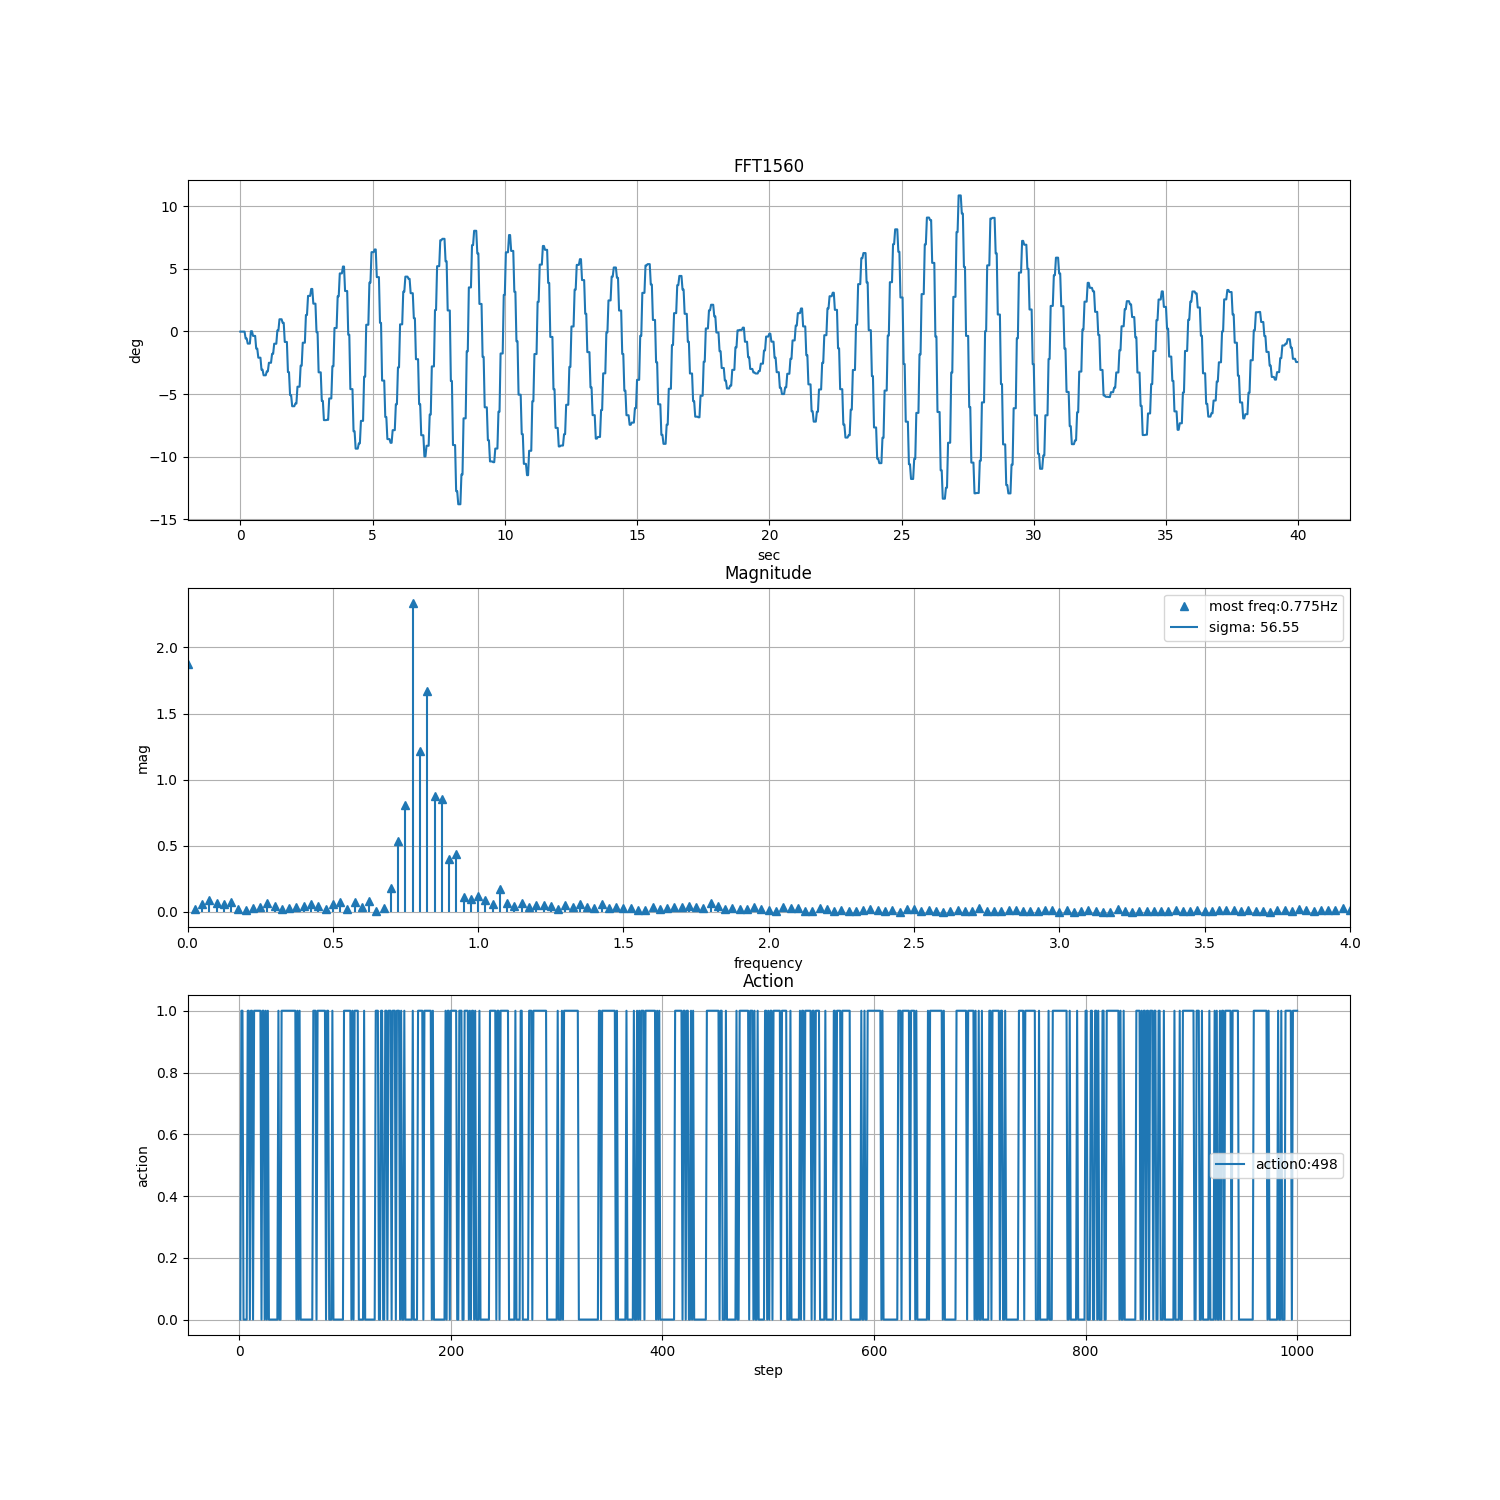 FFT1560
10
5
0
−5
−10
−15
deg
0 5 10 15 20 25 30 35 40
sec
Magnitude
most freq:0.775Hz
sigma: 56.55
2.0
1.5
1.0
0.5
0.0
mag
0.0 0.5 1.0 1.5 2.0 2.5 3.0 3.5 4.0
frequency
Action
1.0
0.8
0.6
0.4
0.2
0.0
action
action0:498
0 200 400 600 800 1000
step